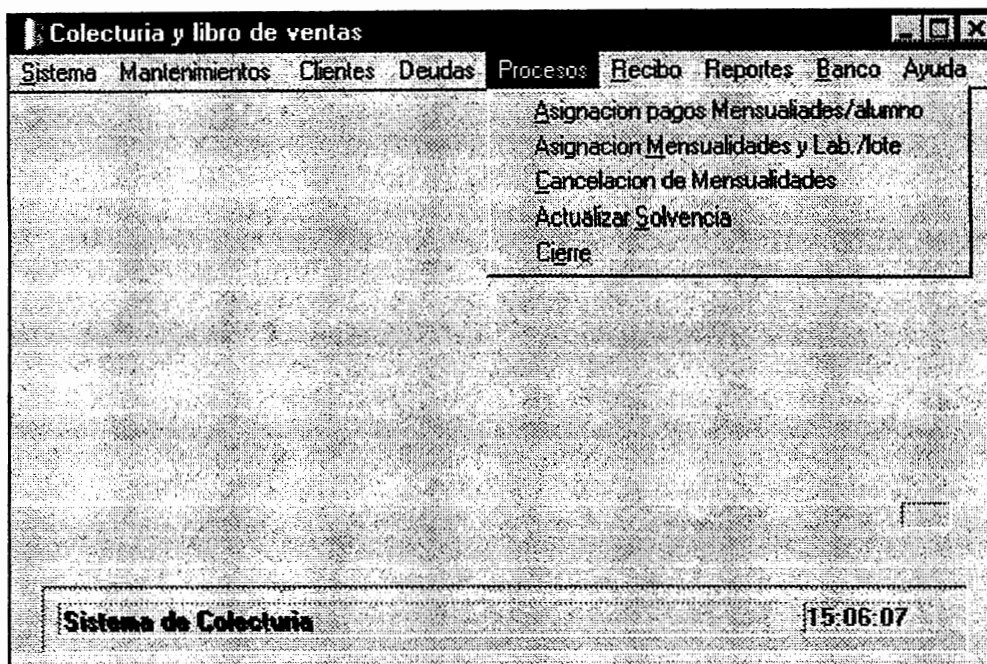 Colecturia y libro de ventas
Sistema Mantenimientos Clientes Deudas Procesos Recibo Reportes Banco Ayuda
Asignacion pagos Mensualiades/alumno
Asignacion Mensualidades y Lab./lote
Cancelacion de Mensualidades
Actualizar Solvencia
Cierre
Sistema de Colecturia 15:06:07